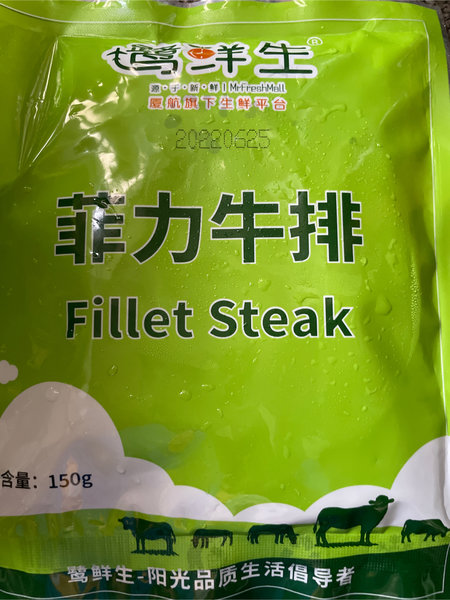 鹭鲜生®
源·于·新·鲜 | MrFreshMall
厦航旗下生鲜平台
20220625
菲力牛排
Fillet Steak
含量：150g
鹭鲜生-阳光品质生活倡导者